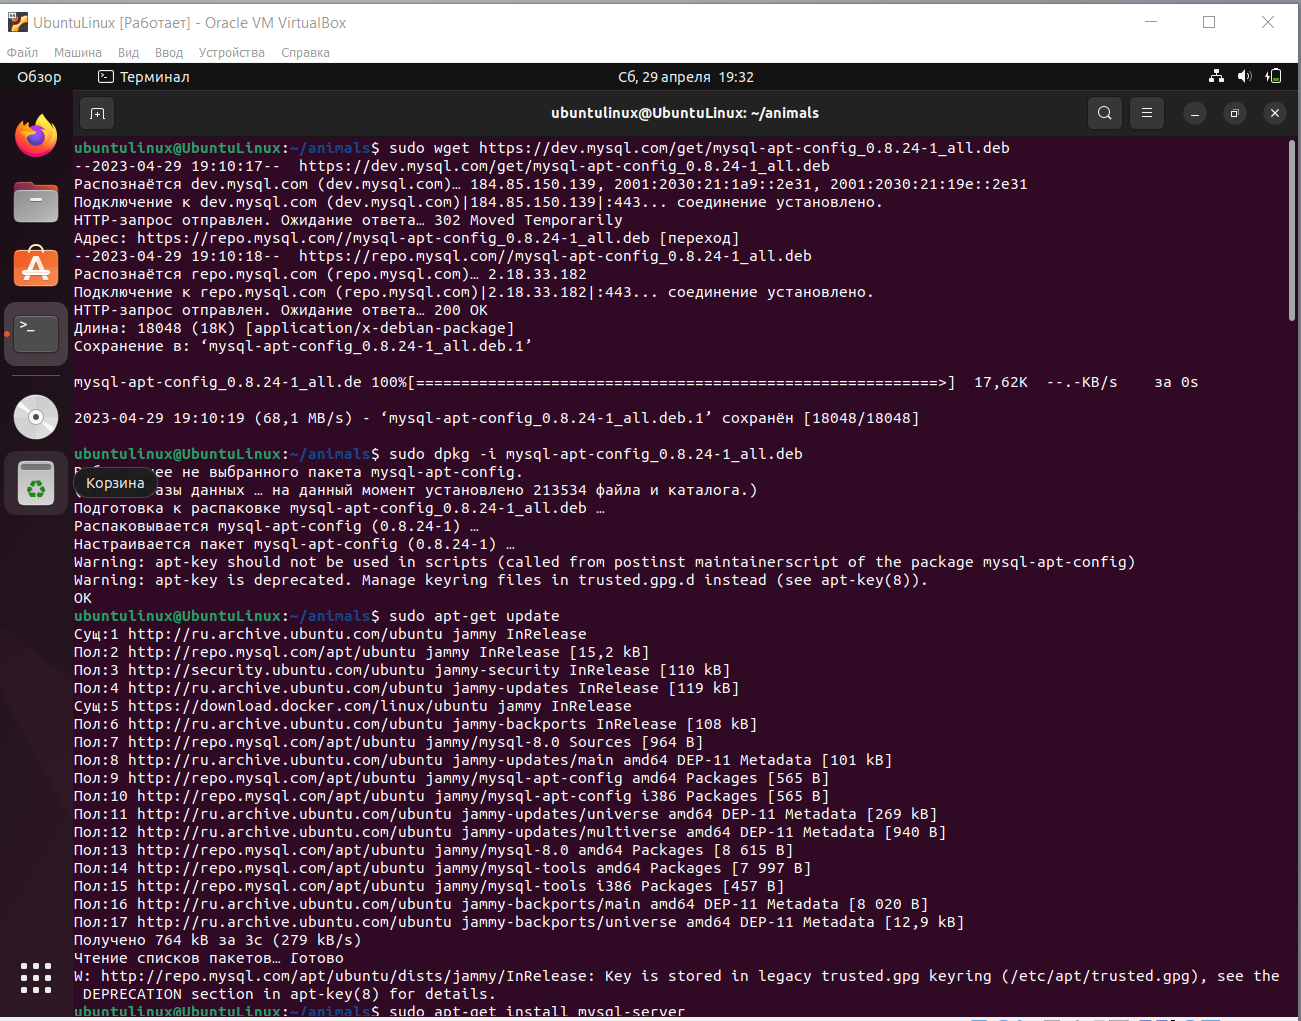 UbuntuLinux [Работает] - Oracle VM VirtualBox
Файл Машина Вид Ввод Устройства Справка
Обзор Терминал Сб, 29 апреля 19:32
ubuntulinux@UbuntuLinux: ~/animals
ubuntulinux@UbuntuLinux:~/animals$ sudo wget https://dev.mysql.com/get/mysql-apt-config_0.8.24-1_all.deb
--2023-04-29 19:10:17-- https://dev.mysql.com/get/mysql-apt-config_0.8.24-1_all.deb
Распознаётся dev.mysql.com (dev.mysql.com)… 184.85.150.139, 2001:2030:21:1a9::2e31, 2001:2030:21:19e::2e31
Подключение к dev.mysql.com (dev.mysql.com)|184.85.150.139|:443... соединение установлено.
HTTP-запрос отправлен. Ожидание ответа… 302 Moved Temporarily
Адрес: https://repo.mysql.com//mysql-apt-config_0.8.24-1_all.deb [переход]
--2023-04-29 19:10:18-- https://repo.mysql.com//mysql-apt-config_0.8.24-1_all.deb
Распознаётся repo.mysql.com (repo.mysql.com)… 2.18.33.182
Подключение к repo.mysql.com (repo.mysql.com)|2.18.33.182|:443... соединение установлено.
HTTP-запрос отправлен. Ожидание ответа… 200 OK
Длина: 18048 (18K) [application/x-debian-package]
Сохранение в: ‘mysql-apt-config_0.8.24-1_all.deb.1’
mysql-apt-config_0.8.24-1_all.de 100%[==========================================================>] 17,62K --.-KB/s за 0s
2023-04-29 19:10:19 (68,1 MB/s) - ‘mysql-apt-config_0.8.24-1_all.deb.1’ сохранён [18048/18048]
ubuntulinux@UbuntuLinux:~/animals$ sudo dpkg -i mysql-apt-config_0.8.24-1_all.deb
не выбранного пакета mysql-apt-config.
Корзина
данных … на данный момент установлено 213534 файла и каталога.)
Подготовка к распаковке mysql-apt-config_0.8.24-1_all.deb …
Распаковывается mysql-apt-config (0.8.24-1) …
Настраивается пакет mysql-apt-config (0.8.24-1) …
Warning: apt-key should not be used in scripts (called from postinst maintainerscript of the package mysql-apt-config)
Warning: apt-key is deprecated. Manage keyring files in trusted.gpg.d instead (see apt-key(8)).
OK
ubuntulinux@UbuntuLinux:~/animals$ sudo apt-get update
Сущ:1 http://ru.archive.ubuntu.com/ubuntu jammy InRelease
Пол:2 http://repo.mysql.com/apt/ubuntu jammy InRelease [15,2 kB]
Пол:3 http://security.ubuntu.com/ubuntu jammy-security InRelease [110 kB]
Пол:4 http://ru.archive.ubuntu.com/ubuntu jammy-updates InRelease [119 kB]
Сущ:5 https://download.docker.com/linux/ubuntu jammy InRelease
Пол:6 http://ru.archive.ubuntu.com/ubuntu jammy-backports InRelease [108 kB]
Пол:7 http://repo.mysql.com/apt/ubuntu jammy/mysql-8.0 Sources [964 B]
Пол:8 http://ru.archive.ubuntu.com/ubuntu jammy-updates/main amd64 DEP-11 Metadata [101 kB]
Пол:9 http://repo.mysql.com/apt/ubuntu jammy/mysql-apt-config amd64 Packages [565 B]
Пол:10 http://repo.mysql.com/apt/ubuntu jammy/mysql-apt-config i386 Packages [565 B]
Пол:11 http://ru.archive.ubuntu.com/ubuntu jammy-updates/universe amd64 DEP-11 Metadata [269 kB]
Пол:12 http://ru.archive.ubuntu.com/ubuntu jammy-updates/multiverse amd64 DEP-11 Metadata [940 B]
Пол:13 http://repo.mysql.com/apt/ubuntu jammy/mysql-8.0 amd64 Packages [8 615 B]
Пол:14 http://repo.mysql.com/apt/ubuntu jammy/mysql-tools amd64 Packages [7 997 B]
Пол:15 http://repo.mysql.com/apt/ubuntu jammy/mysql-tools i386 Packages [457 B]
Пол:16 http://ru.archive.ubuntu.com/ubuntu jammy-backports/main amd64 DEP-11 Metadata [8 020 B]
Пол:17 http://ru.archive.ubuntu.com/ubuntu jammy-backports/universe amd64 DEP-11 Metadata [12,9 kB]
Получено 764 kB за 3с (279 kB/s)
Чтение списков пакетов… Готово
W: http://repo.mysql.com/apt/ubuntu/dists/jammy/InRelease: Key is stored in legacy trusted.gpg keyring (/etc/apt/trusted.gpg), see the
DEPRECATION section in apt-key(8) for details.
ubuntulinux@UbuntuLinux:~/animals$ sudo apt-get install mysql-server